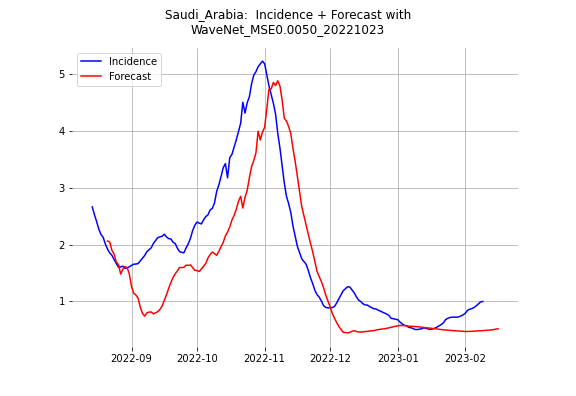 Saudi_Arabia:  Incidence + Forecast with
WaveNet_MSE0.0050_20221023
Incidence
Forecast
5
4
3
2
1
2022-09 2022-10 2022-11 2022-12 2023-01 2023-02